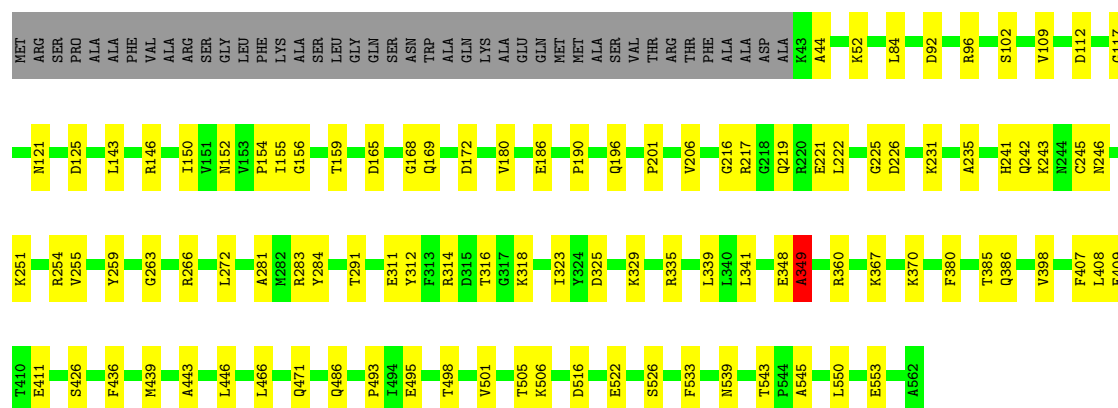 MET ARG SER PRO ALA ALA PHE VAL ALA ARG SER GLY LEU PHE LYS ALA SER LEU GLY GLN SER ASN TRP ALA GLN LYS ALA GLU GLN MET MET ALA SER VAL THR ARG THR PHE ALA ALA ASP ALA K43 A44 K52 L84 D92 R96 S102 V109 D112 G117
N121 D125 L143 R146 I150 V151 N152 V153 P154 I155 G156 T159 D165 G168 Q169 D172 V180 E186 P190 Q196 P201 V206 G216 R217 G218 Q219 R220 E221 L222 G225 D226 K231 A235 H241 Q242 K243 N244 C245 N246
K251 R254 V255 Y259 G263 R266 L272 A281 M282 R283 Y284 T291 E311 Y312 F313 R314 D315 T316 G317 K318 I323 Y324 D325 K329 R335 L339 L340 L341 E348 A349 R360 K367 K370 F380 T385 Q386 V398 F407 L408 E409
T410 E411 S426 F436 M439 A443 L446 L466 Q471 Q486 P493 I494 E495 T498 V501 T505 K506 D516 E522 S526 F533 N539 T543 P544 A545 L550 E553 A562